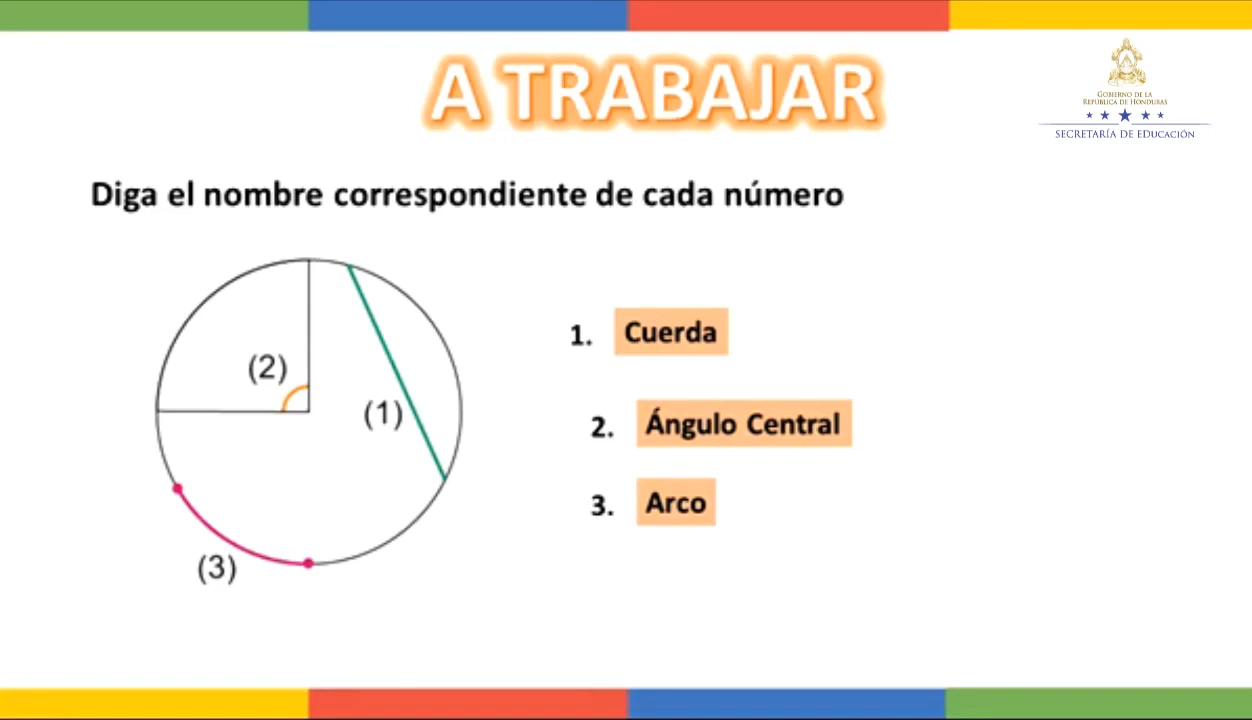 A TRABAJAR
GOBIERNO DE LA
REPÚBLICA DE HONDURAS
SECRETARÍA DE EDUCACIÓN
Diga el nombre correspondiente de cada número
(2)
(1)
(3)
1. Cuerda
2. Ángulo Central
3. Arco